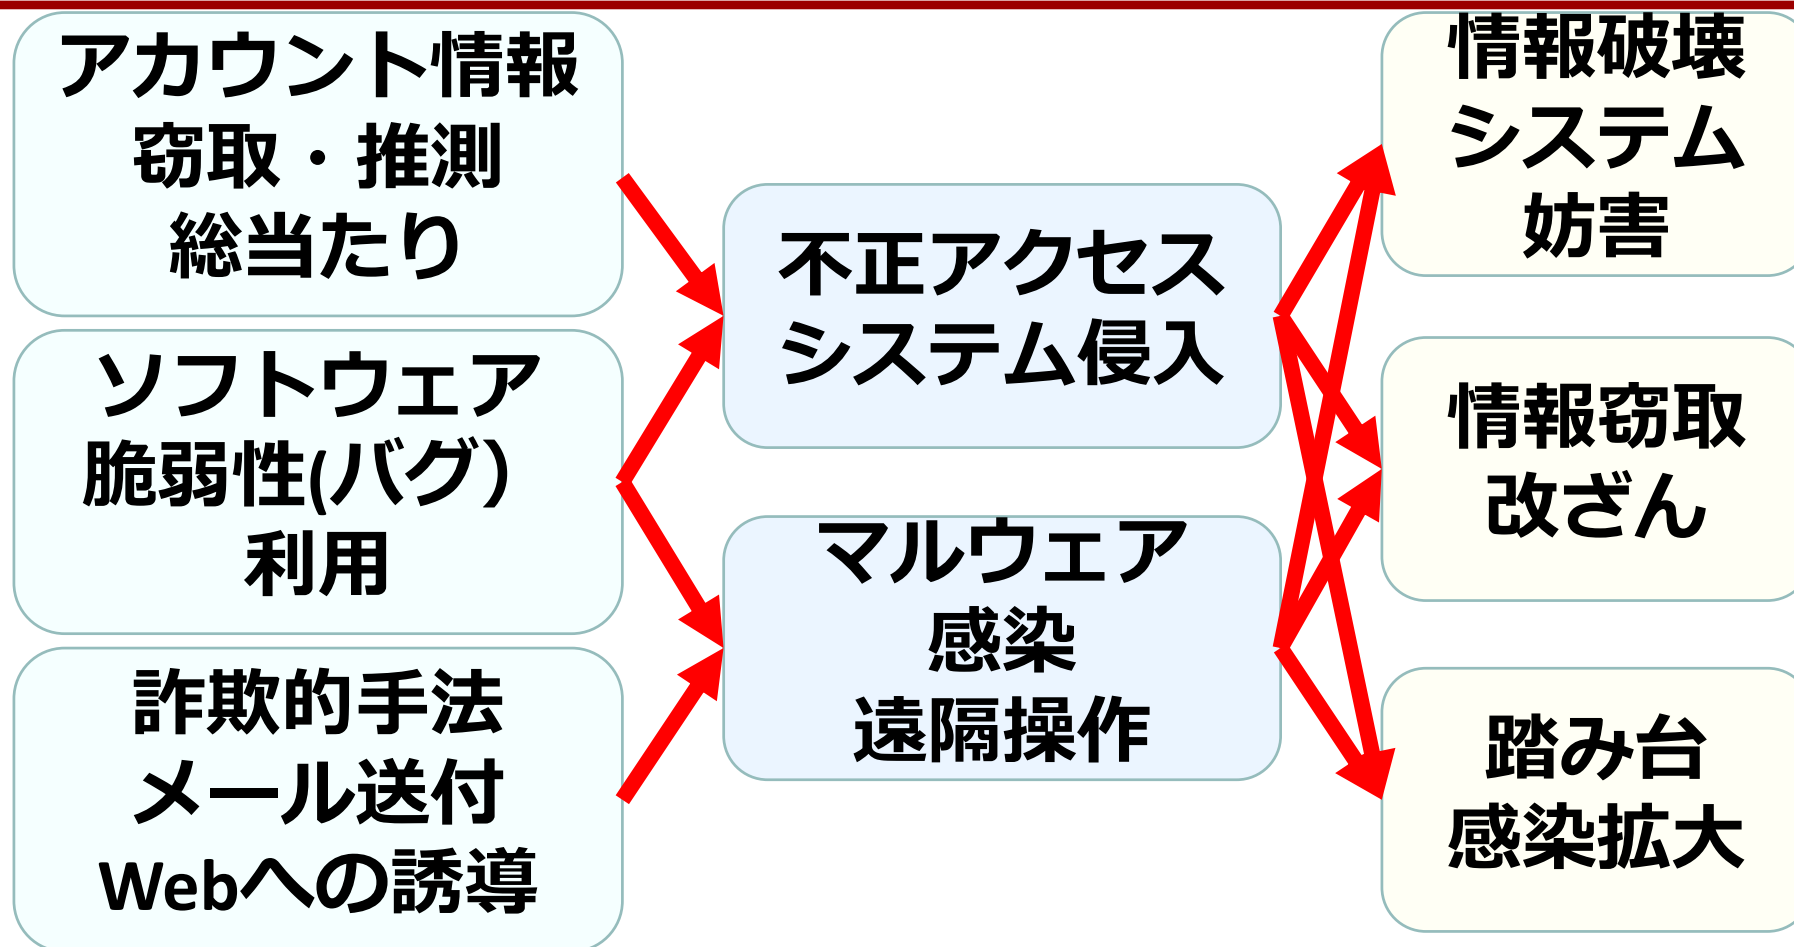 アカウント情報
窃取・推測
総当たり
ソフトウェア
脆弱性(バグ）
利用
詐欺的手法
メール送付
Webへの誘導
不正アクセス
システム侵入
マルウェア
感染
遠隔操作
情報破壊
システム
妨害
情報窃取
改ざん
踏み台
感染拡大